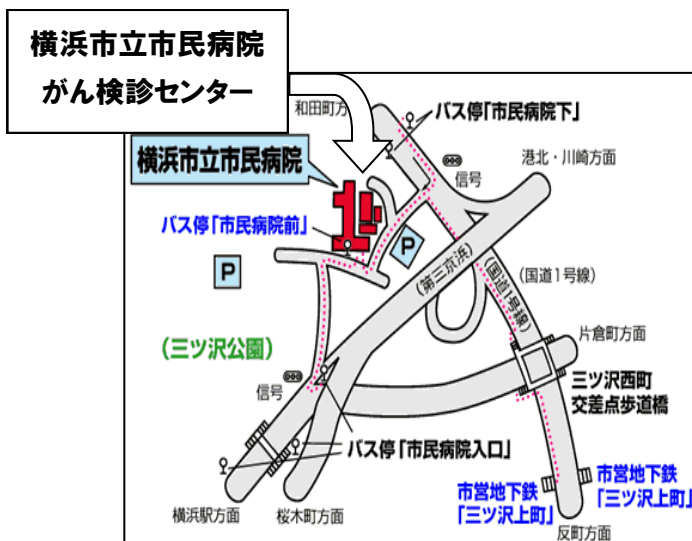 横浜市立市民病院
がん検診センター
和田町方
バス停「市民病院下」
信号
港北・川崎方面
横浜市立市民病院
バス停「市民病院前」
P
P
(第三京浜)
(国道1号線)
(国道1号線)
(三ツ沢公園)
片倉町方面
信号
三ツ沢西町
交差点歩道橋
バス停「市民病院入口」
市営地下鉄
「三ツ沢上町」
市営地下鉄
「三ツ沢上町」
横浜駅方面
桜木町方面
反町方面